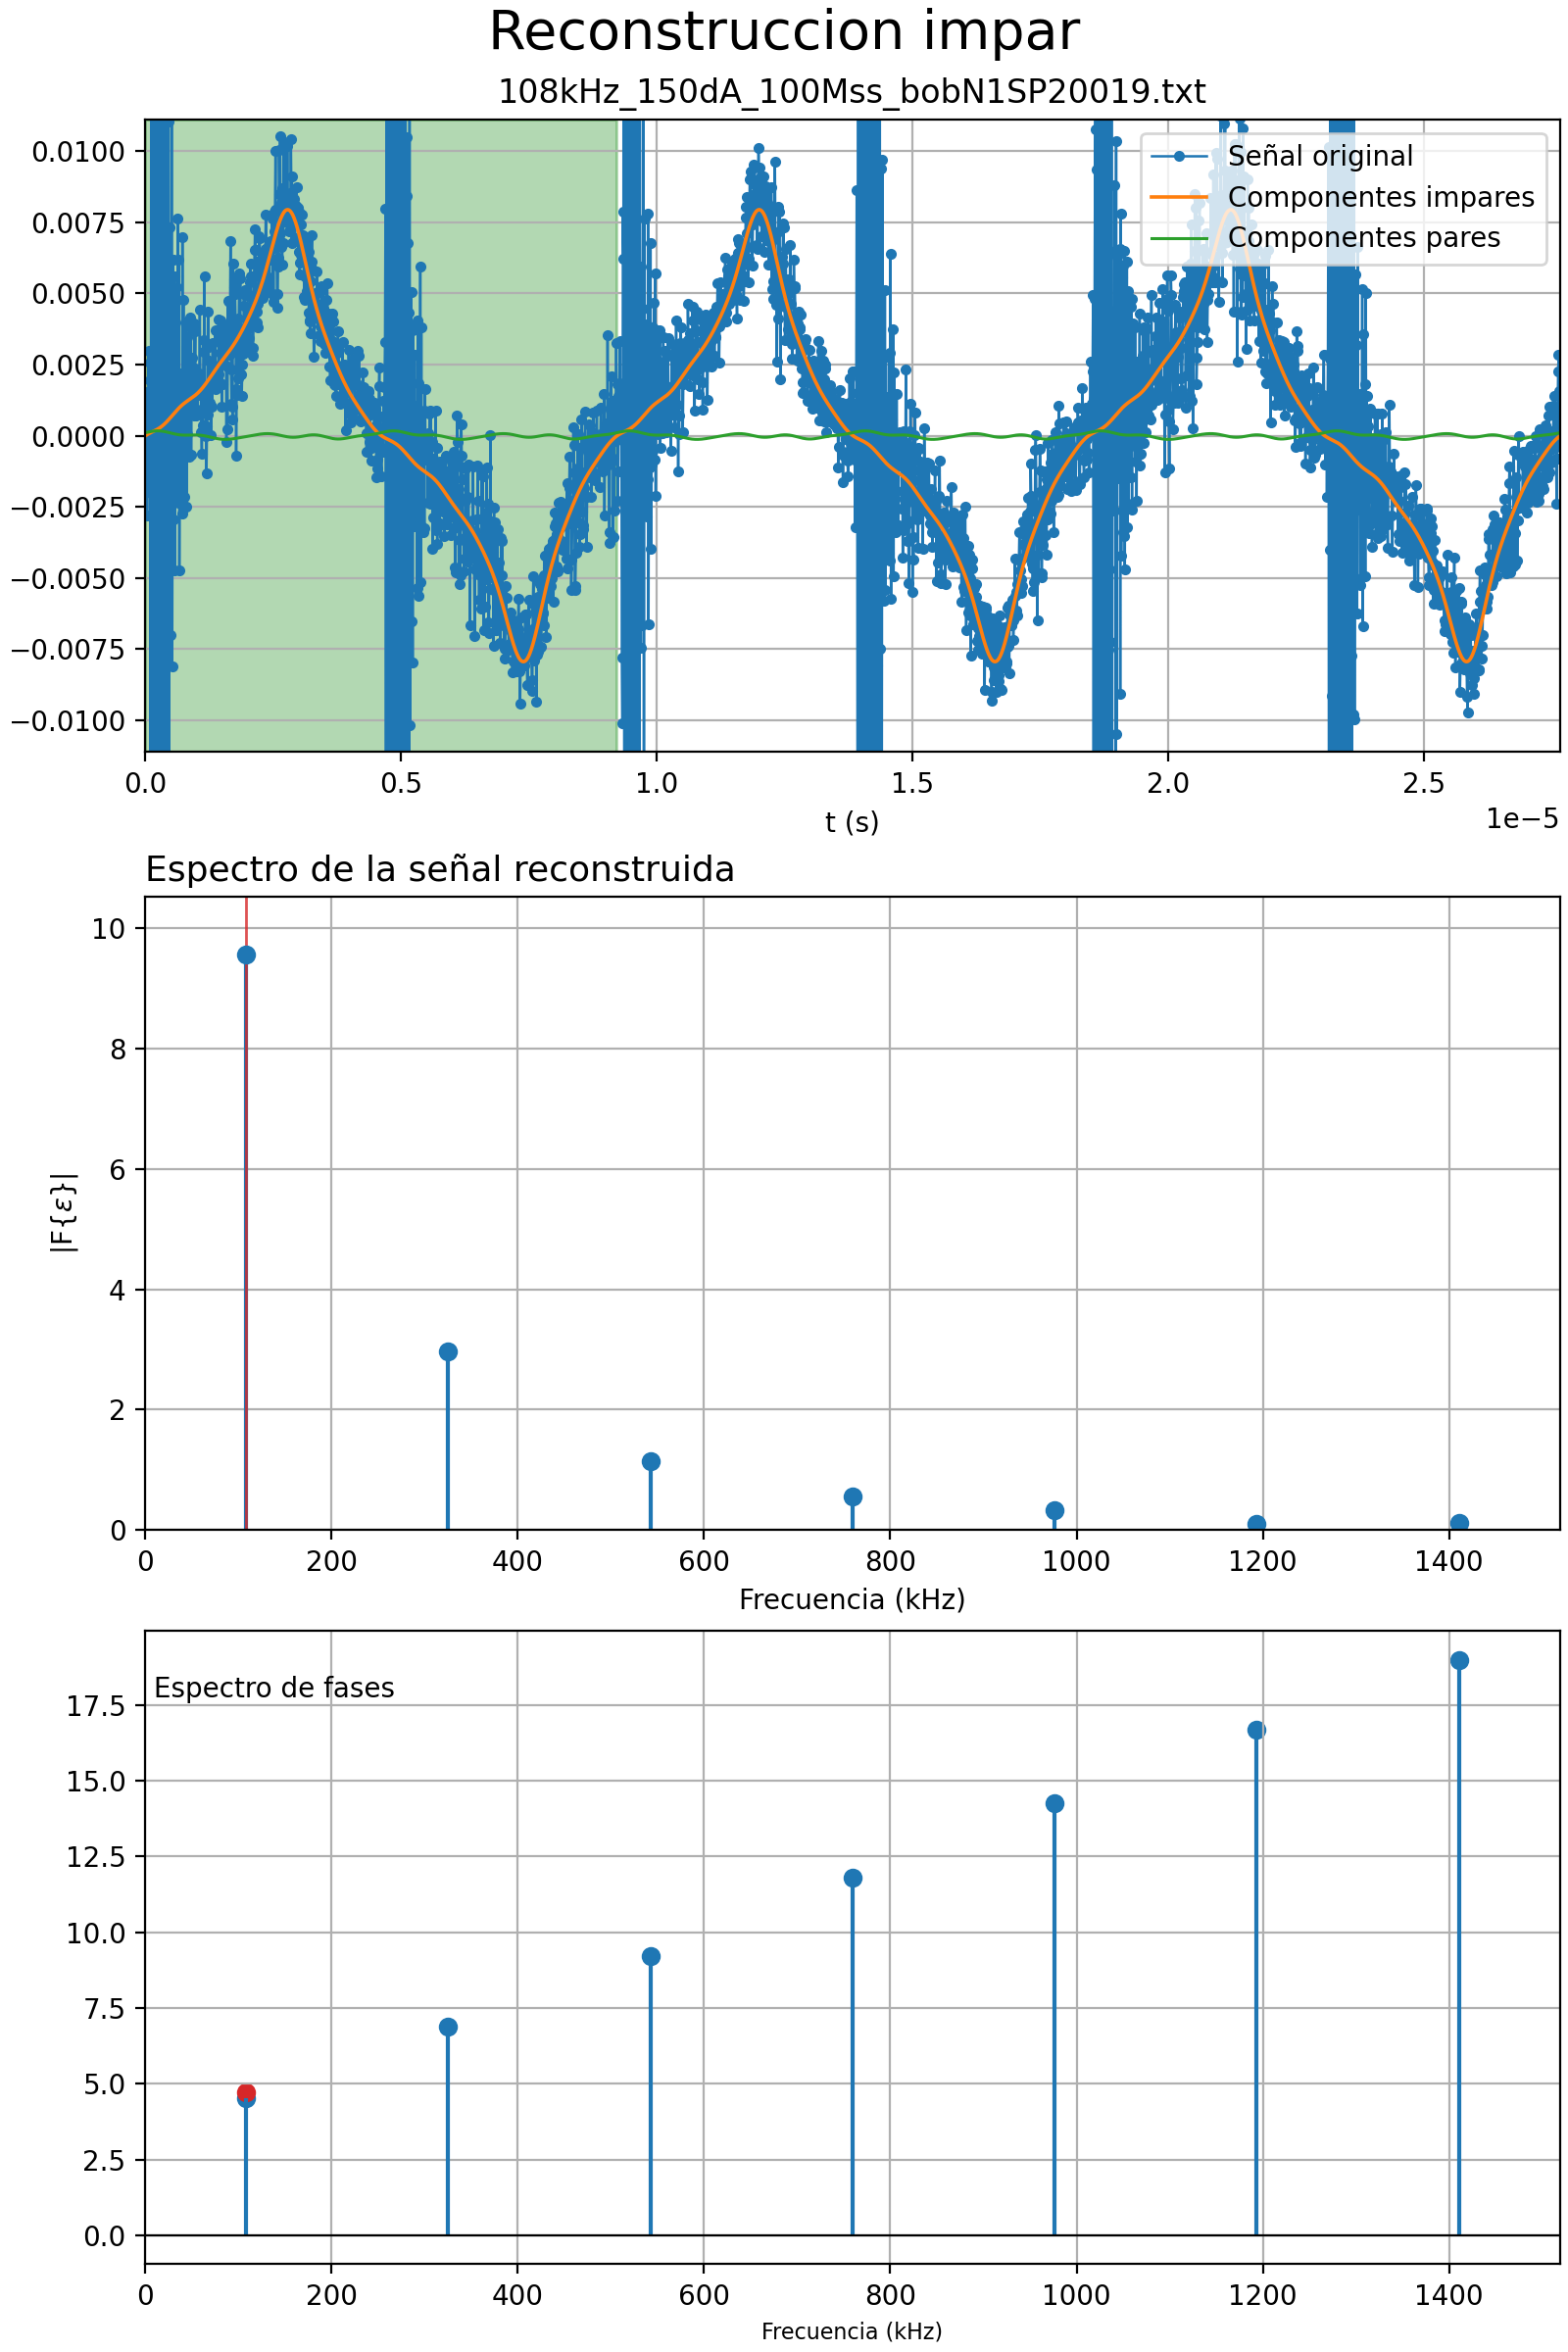 Reconstruccion impar
108kHz_150dA_100Mss_bobN1SP20019.txt
0.0100
0.0075
0.0050
0.0025
0.0000
−0.0025
−0.0050
−0.0075
−0.0100
Señal original
Componentes impares
Componentes pares
0.0 0.5 1.0 1.5 2.0 2.5
1e−5
t (s)
Espectro de la señal reconstruida
10
8
6
4
2
0
|F{ε}|
0 200 400 600 800 1000 1200 1400
Frecuencia (kHz)
Espectro de fases
17.5
15.0
12.5
10.0
7.5
5.0
2.5
0.0
0 200 400 600 800 1000 1200 1400
Frecuencia (kHz)